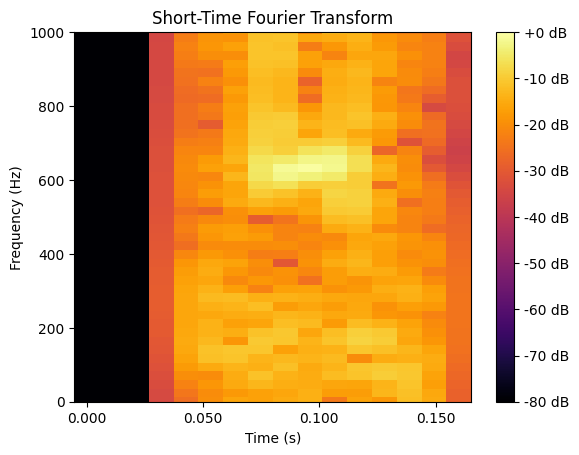 Short-Time Fourier Transform
1000
800
600
400
200
0
Frequency (Hz)
0.000
0.050
0.100
0.150
Time (s)
+0 dB
-10 dB
-20 dB
-30 dB
-40 dB
-50 dB
-60 dB
-70 dB
-80 dB